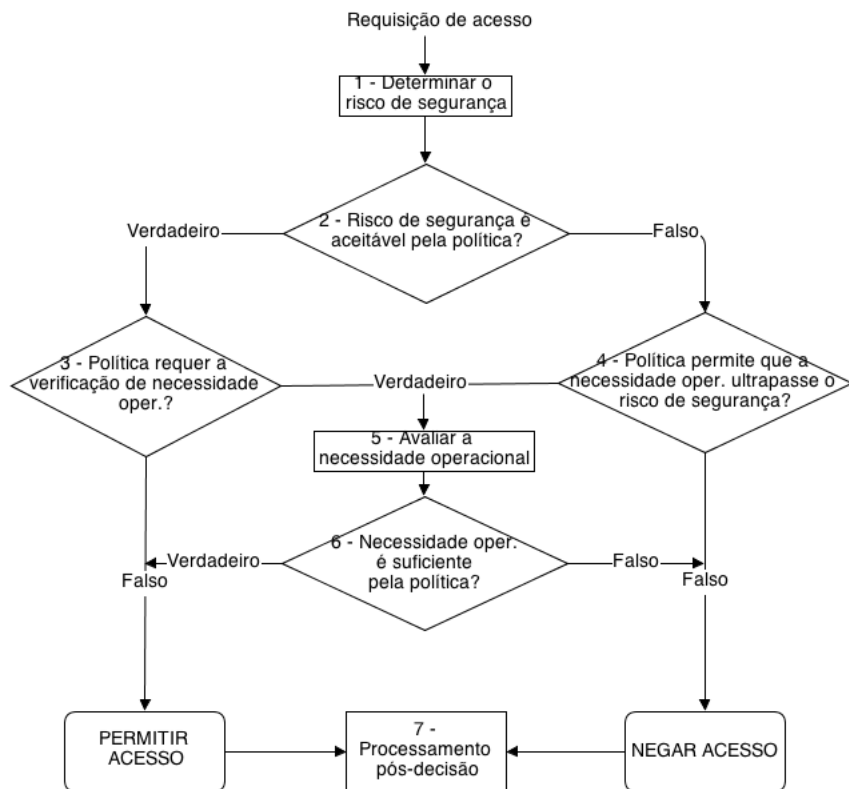 Requisição de acesso
1 - Determinar o
risco de segurança
2 - Risco de segurança é
aceitável pela política?
Verdadeiro
Falso
3 - Política requer a
verificação de necessidade
oper.?
4 - Política permite que a
necessidade oper. ultrapasse o
risco de segurança?
Verdadeiro
5 - Avaliar a
necessidade operacional
6 - Necessidade oper.
é suficiente
pela política?
Verdadeiro
Falso
Falso
Falso
PERMITIR
ACESSO
7 -
Processamento
pós-decisão
NEGAR ACESSO